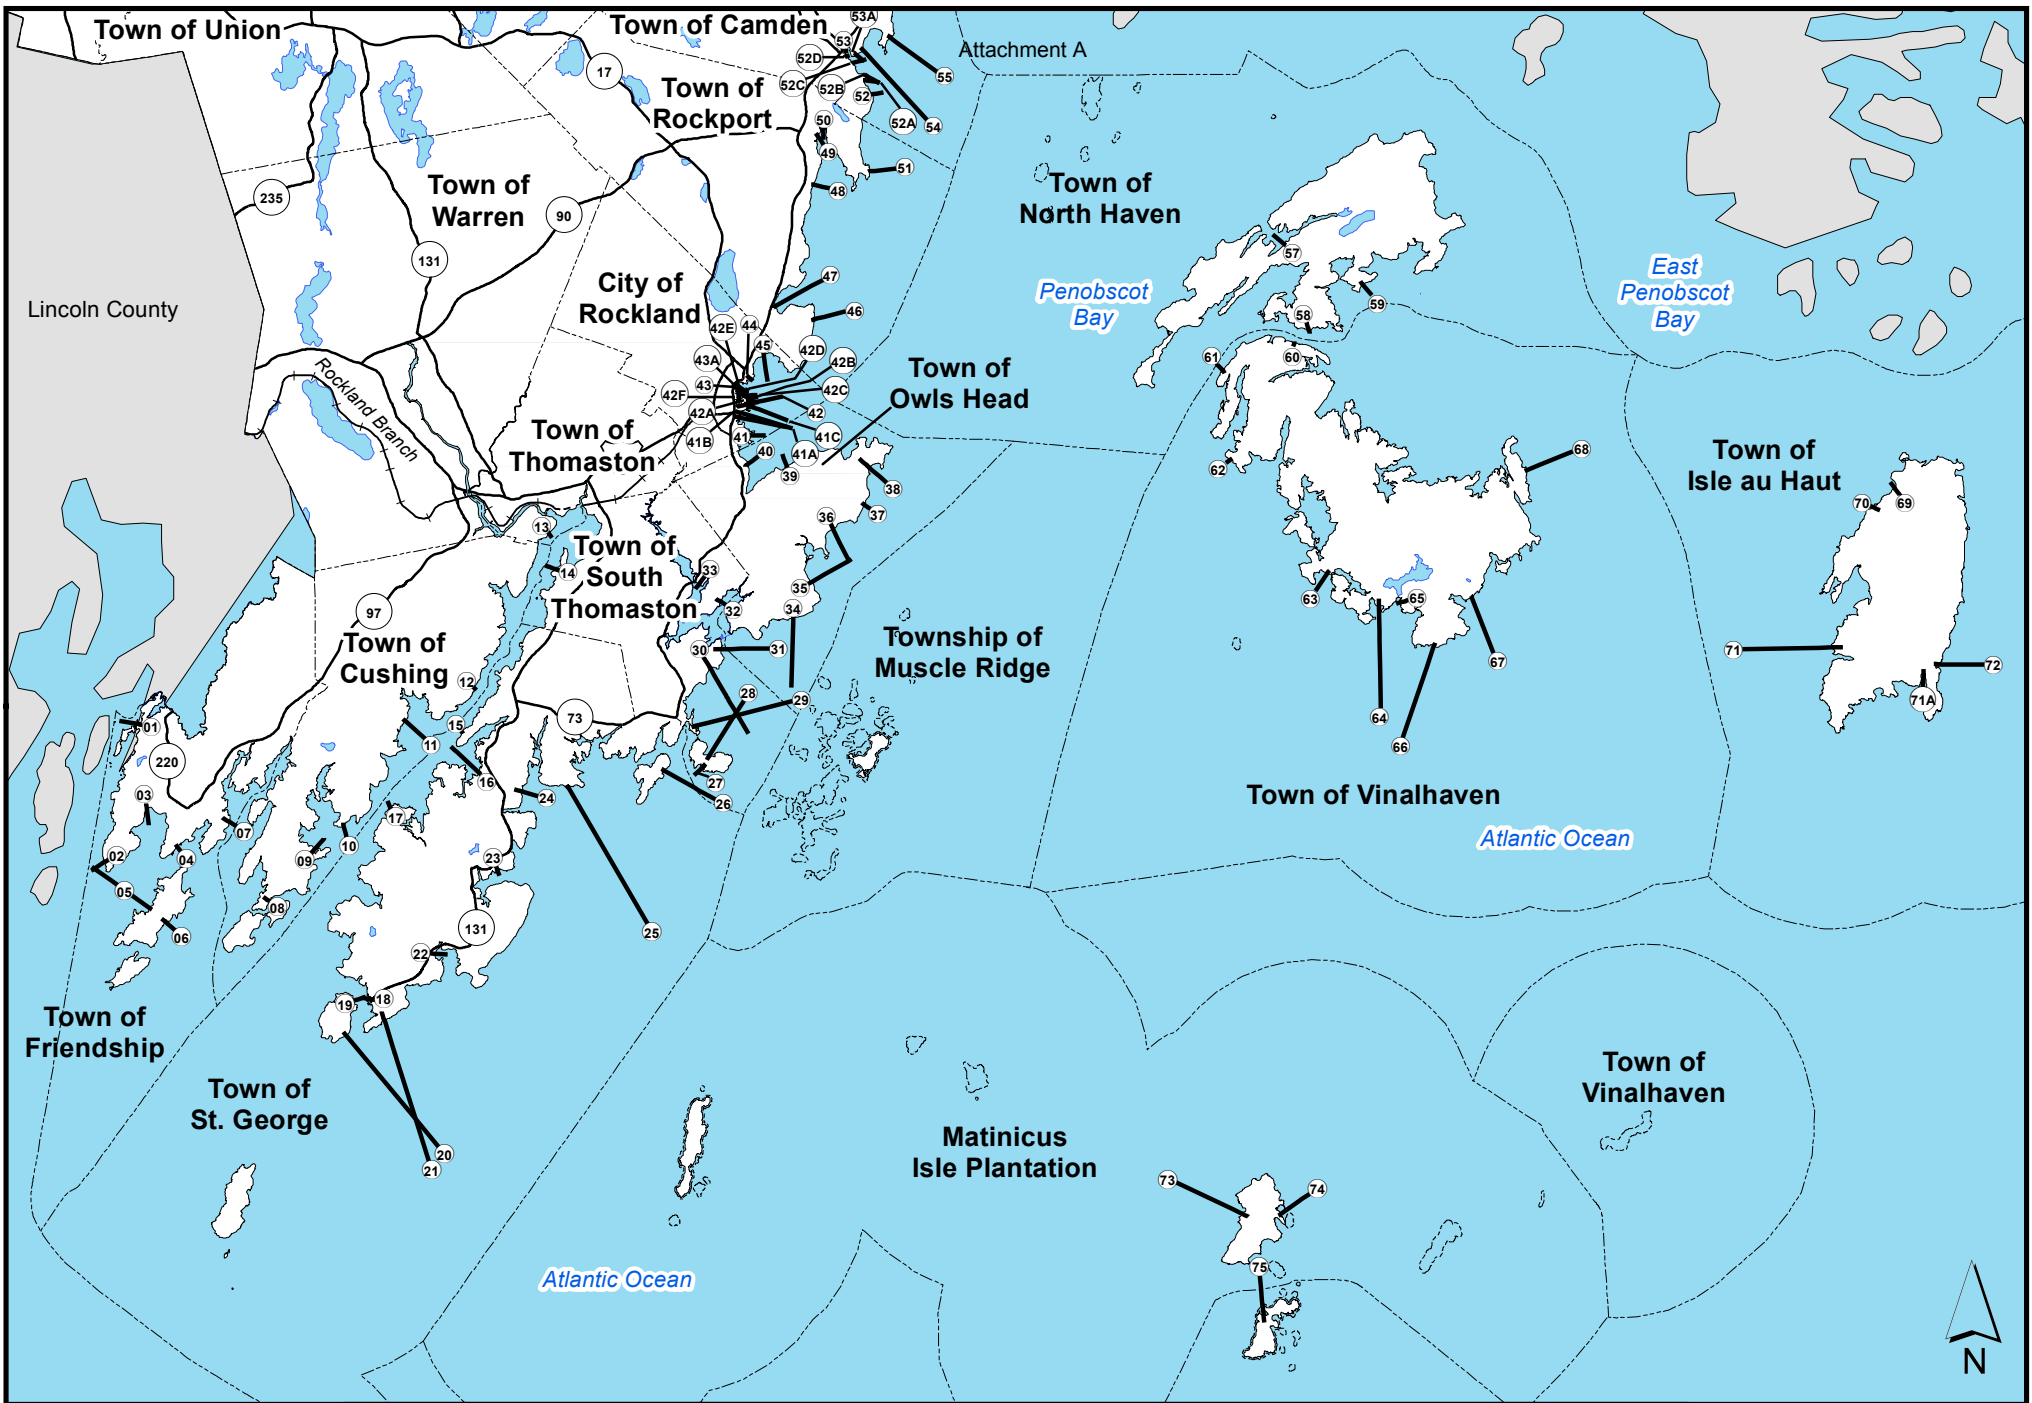 Town of Union
Town of Camden
53A
53
Attachment A
52D
55
17
52C
52B
52
Town of
Rockport
52A
54
50
49
51
48
235
Town of
Warren
90
131
Town of
North Haven
57
47
59
City of
Rockland
Penobscot
Bay
East
Penobscot
Bay
Lincoln County
46
58
42E
44
45
42D
42B
61
60
43A
43
42C
42F
42A
42
Town of
Owls Head
Rockland Branch
41B
41
41C
41A
40
39
Town of
Thomaston
68
62
Town of
Isle au Haut
38
37
36
70
69
13
14
Town of
South
Thomaston
33
35
34
32
63
65
97
Town of
Cushing
30
31
Township of
Muscle Ridge
71
72
67
12
28
29
71A
01
15
11
73
64
66
220
16
27
26
24
03
17
Town of Vinalhaven
07
10
09
Atlantic Ocean
02
04
23
05
08
06
131
25
22
19
18
Town of
Friendship
Town of
St. George
Town of
Vinalhaven
20
21
Matinicus
Isle Plantation
73
74
75
Atlantic Ocean
N